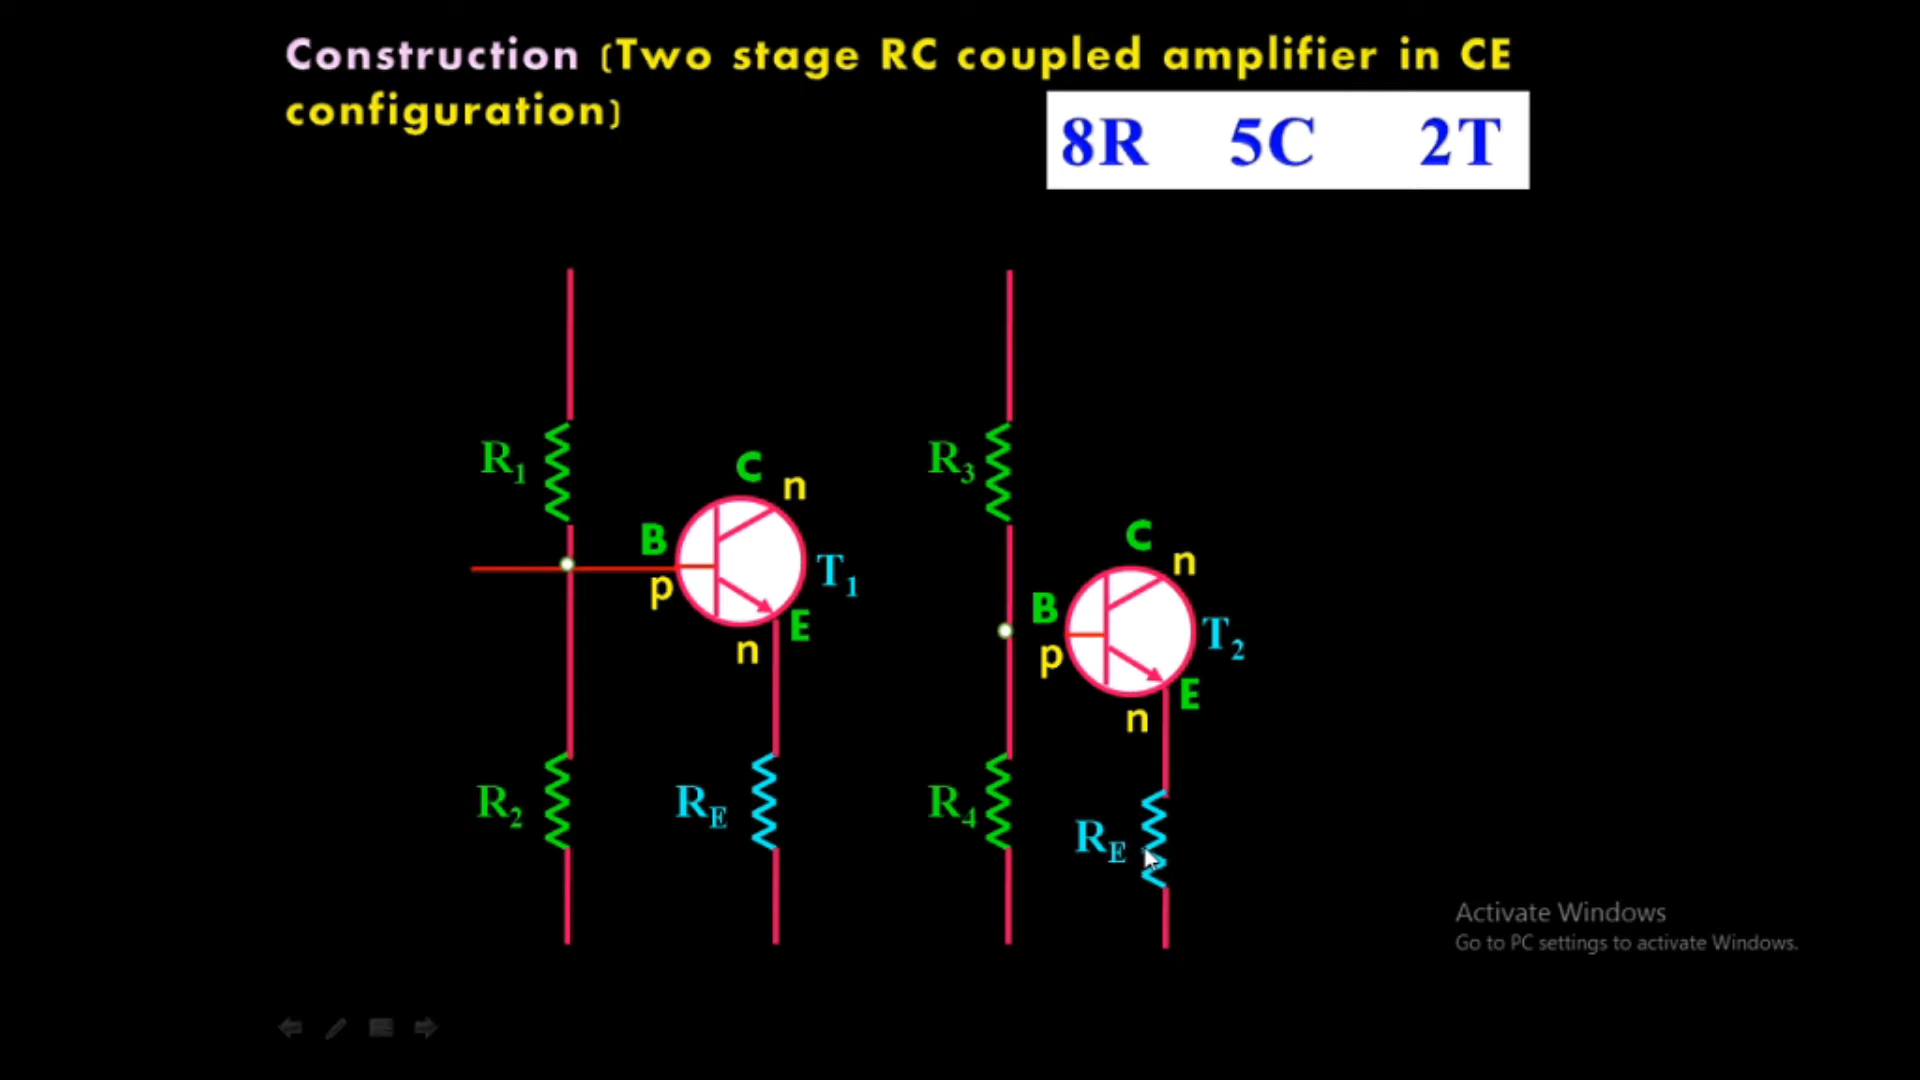 Construction (Two stage RC coupled amplifier in CE
configuration)
8R 5C 2T
R1
R3
C
n
B
p
T1
E
n
C
n
B
p
T2
E
n
R2
RE
R4
RE
Activate Windows
Go to PC settings to activate Windows.